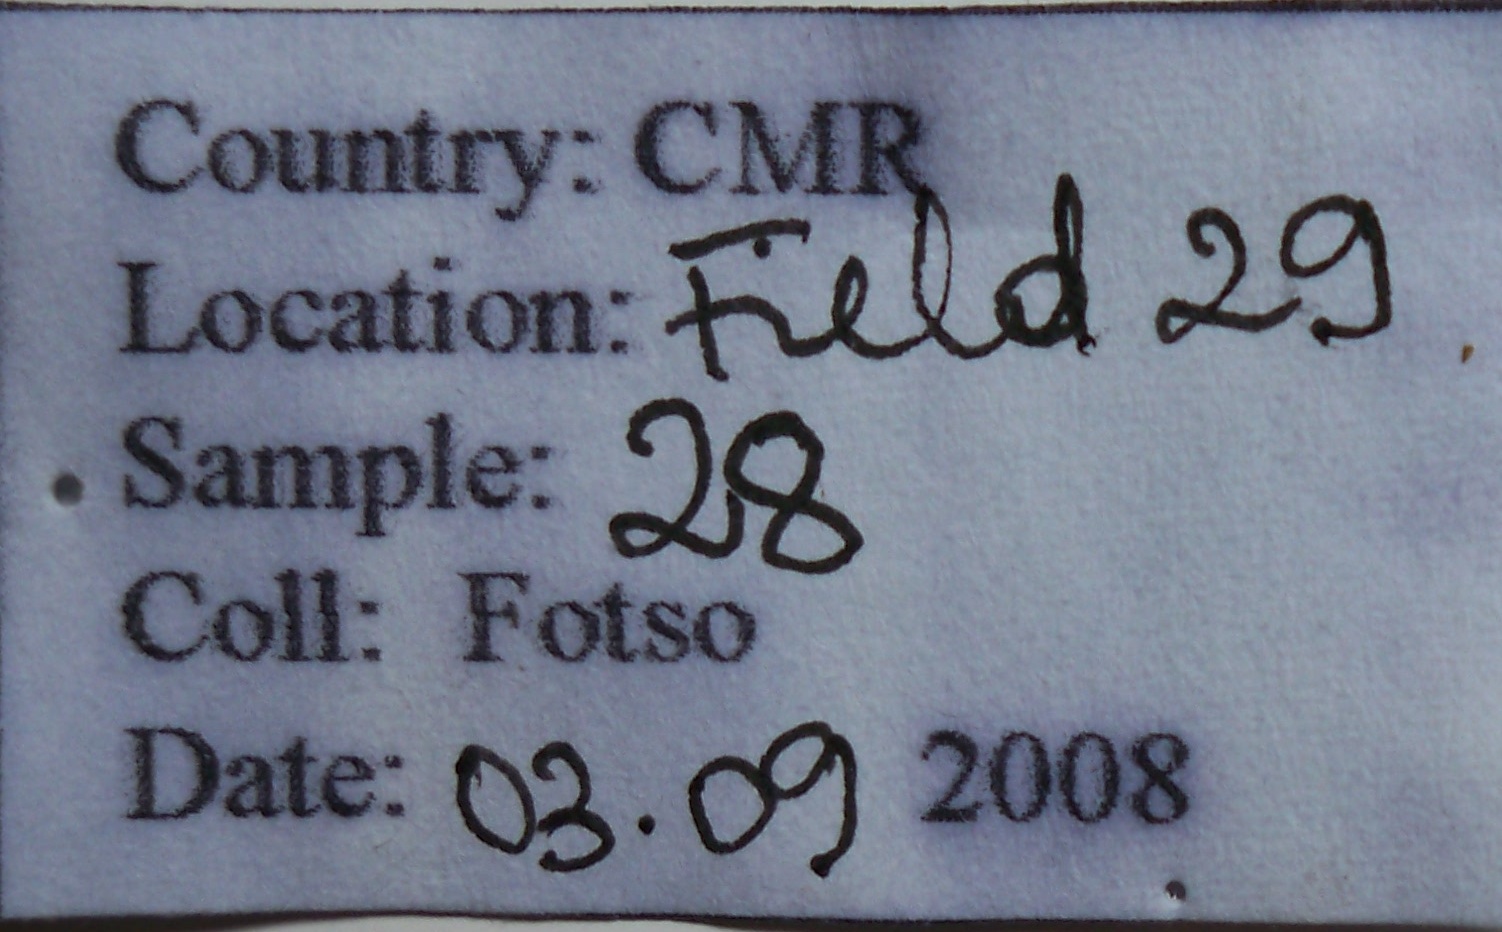 Country: CMR
Location: Field 29
Sample: 28
Coll: Fotso
Date: 03.09 2008